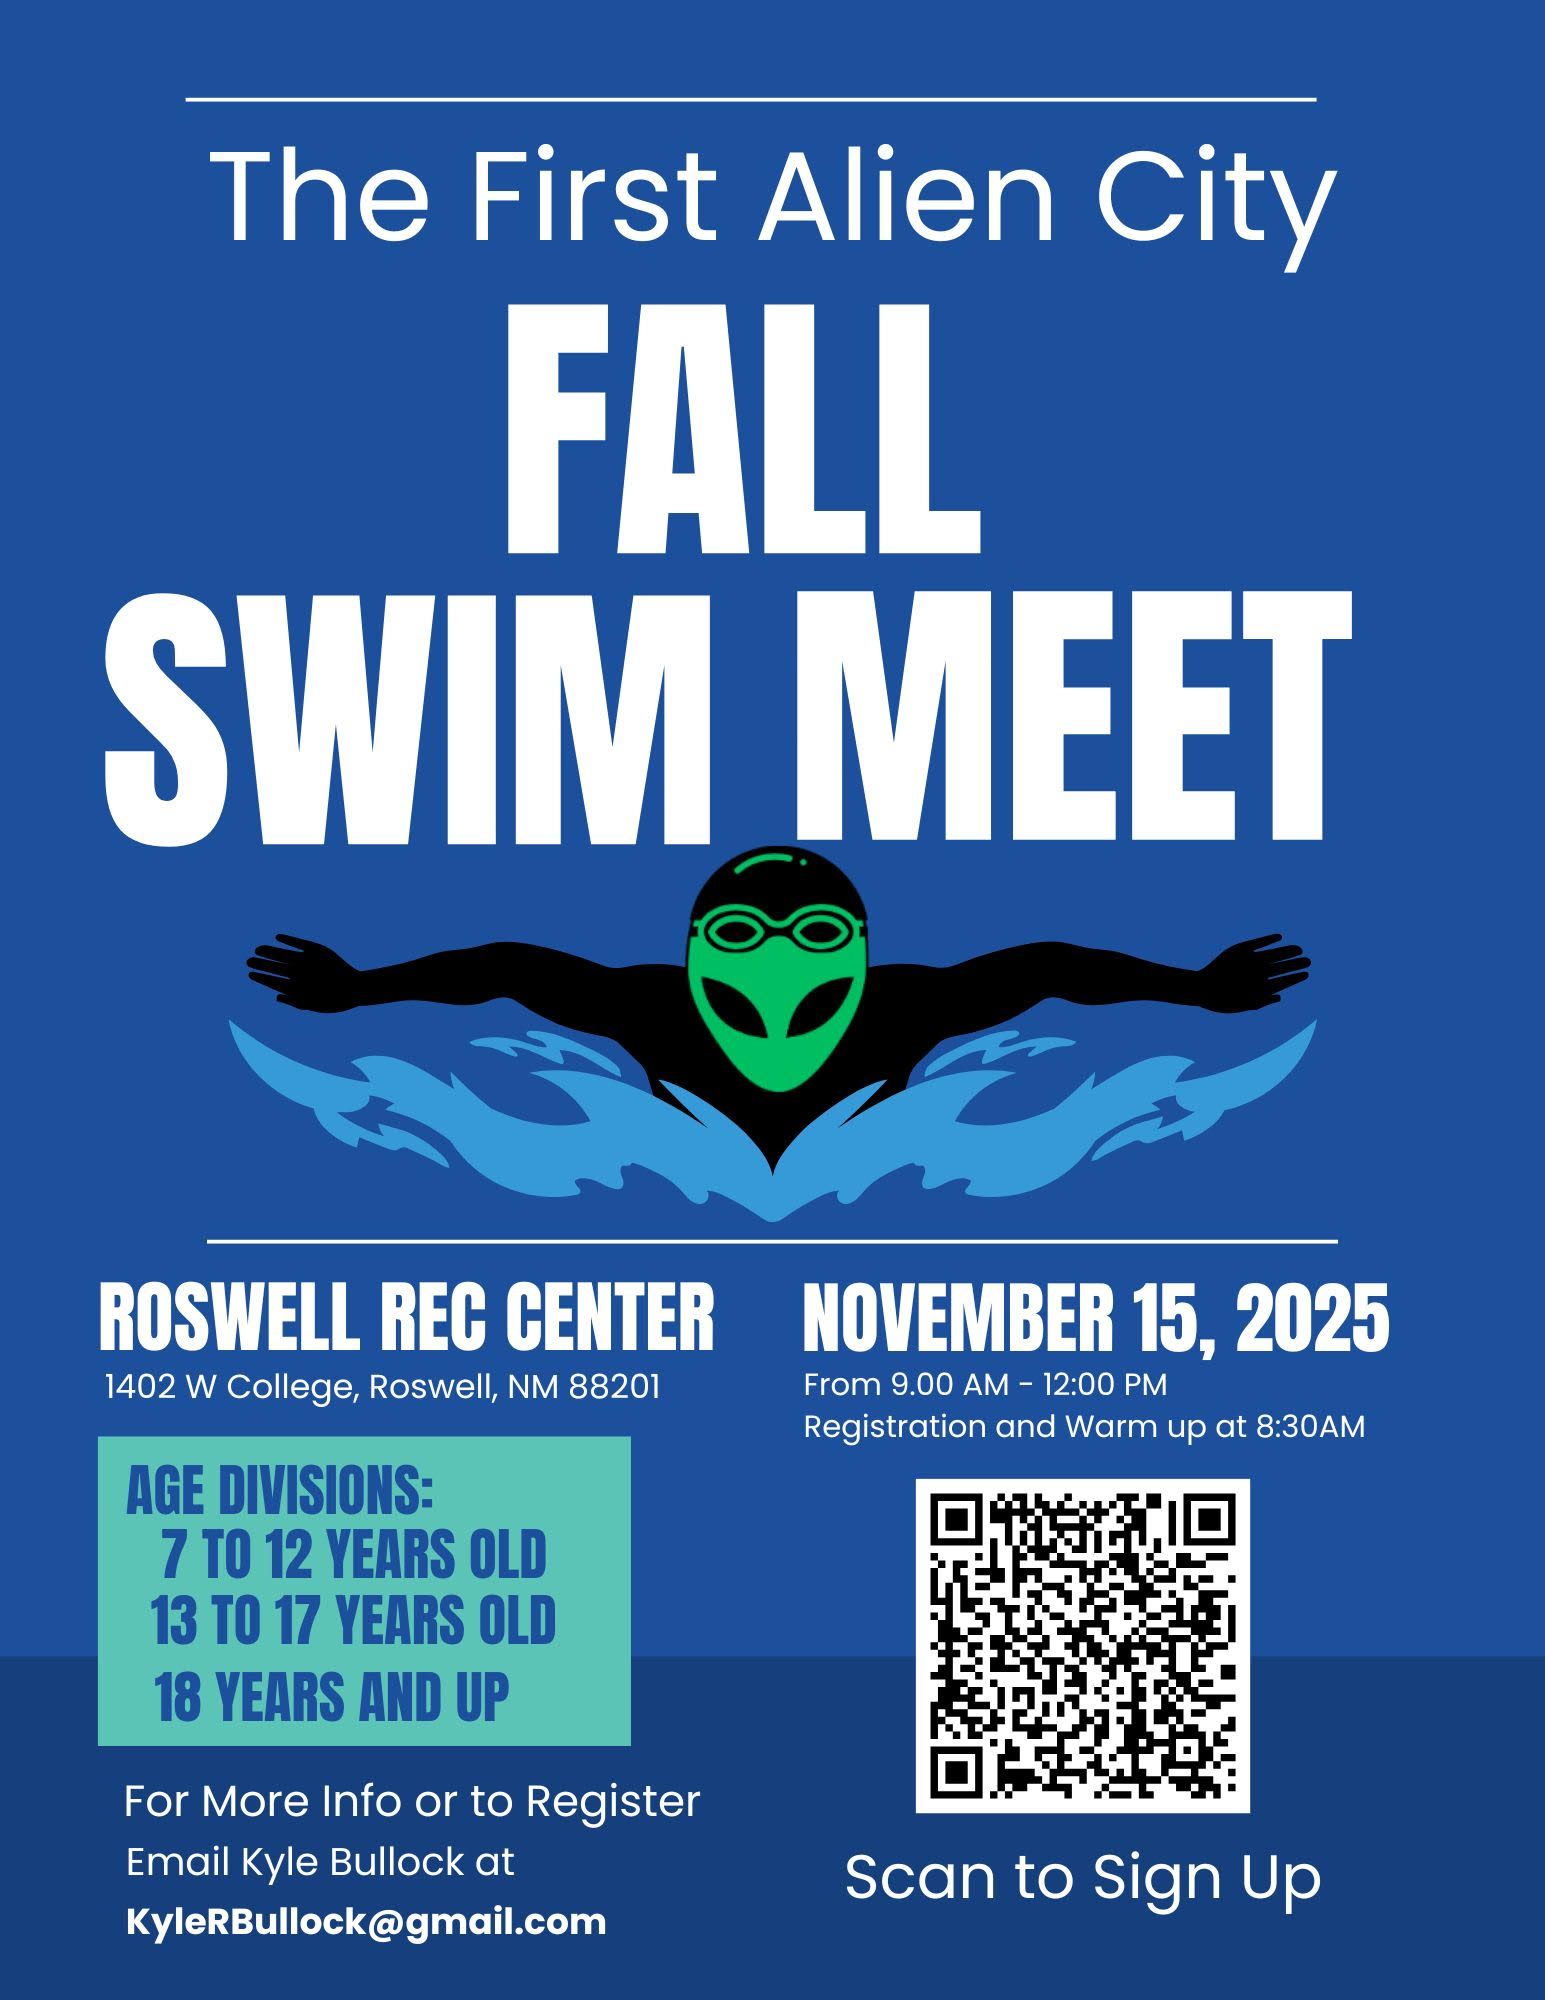 The First Alien City
FALL
SWIM MEET
ROSWELL REC CENTER
1402 W College, Roswell, NM 88201
NOVEMBER 15, 2025
From 9.00 AM - 12:00 PM
Registration and Warm up at 8:30AM
AGE DIVISIONS:
7 TO 12 YEARS OLD
13 TO 17 YEARS OLD
18 YEARS AND UP
For More Info or to Register
Email Kyle Bullock at
KyleRBullock@gmail.com
Scan to Sign Up